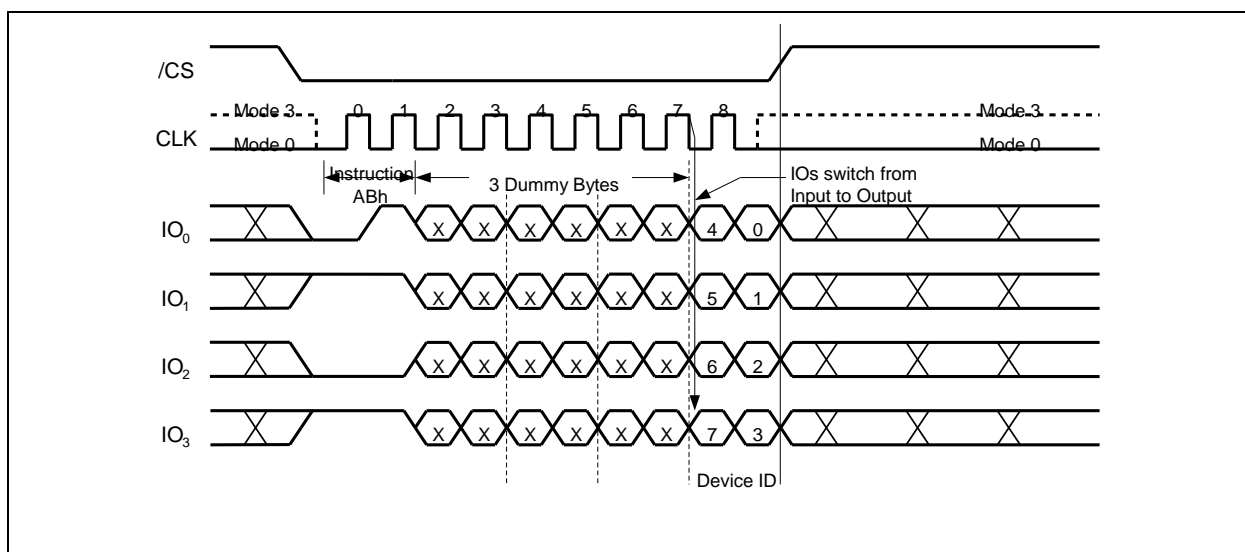 /CS
Mode 3 0 1 2 3 4 5 6 7 8 Mode 3
CLK Mode 0 Mode 0
Instruction ABh
3 Dummy Bytes
IOs switch from
Input to Output
IO0 X X X X X X 4 0
IO1 X X X X X X 5 1
IO2 X X X X X X 6 2
IO3 X X X X X X 7 3
Device ID